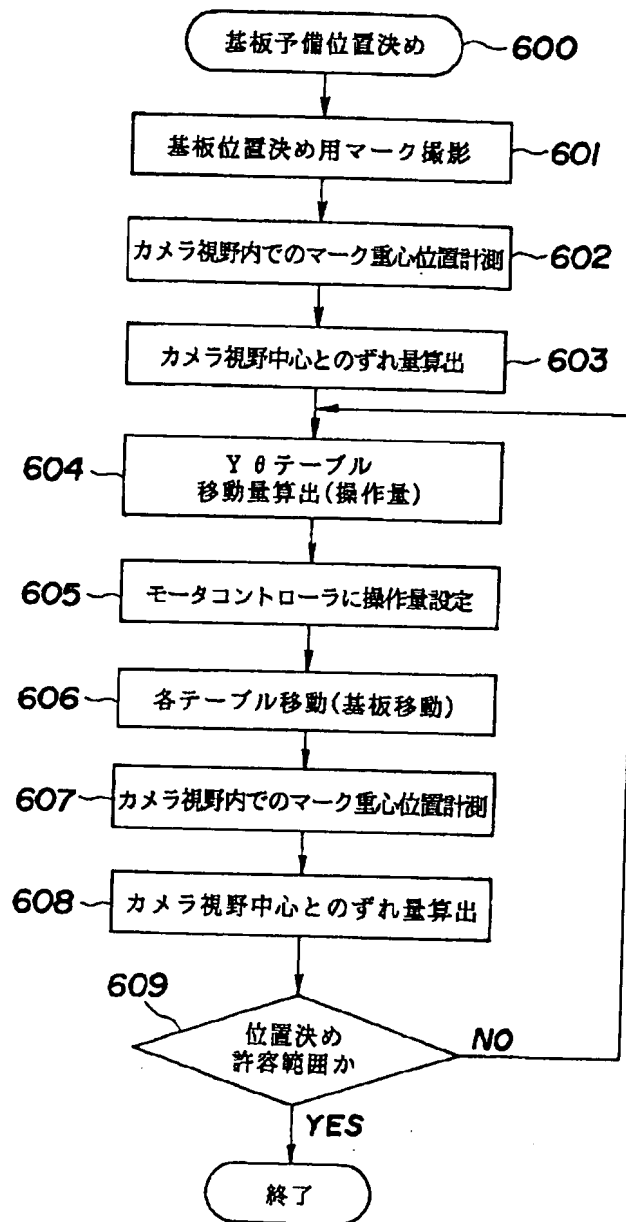 基板予備位置決め
600
基板位置決め用マーク撮影
601
カメラ視野内でのマーク重心位置計測
602
カメラ視野中心とのずれ量算出
603
604
Y θテーブル
移動量算出(操作量)
605
モータコントローラに操作量設定
606
各テーブル移動(基板移動)
607
カメラ視野内でのマーク重心位置計測
608
カメラ視野中心とのずれ量算出
609
位置決め
許容範囲か
NO
YES
終了